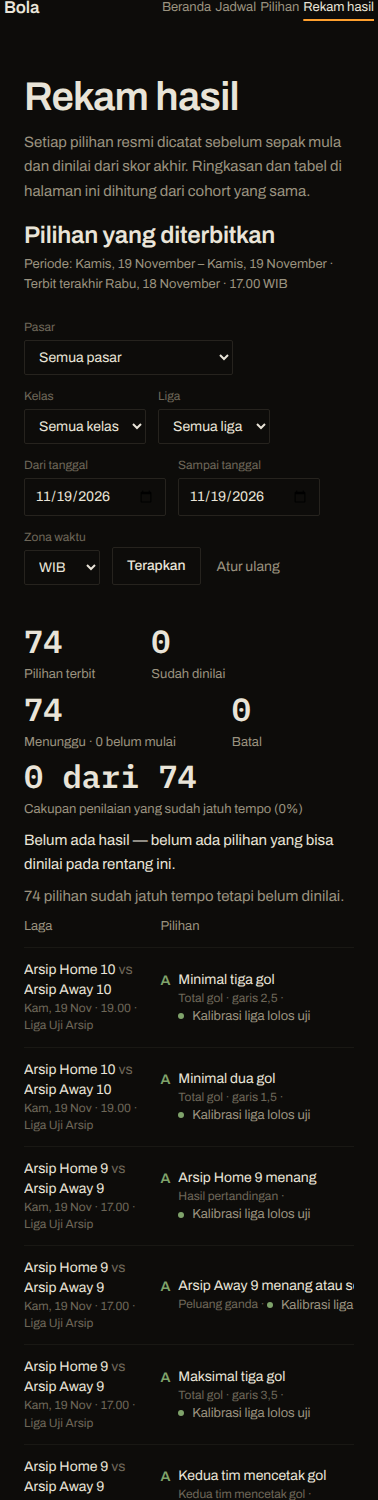 Bola
Beranda Jadwal Pilihan Rekam hasil
Rekam hasil
Setiap pilihan resmi dicatat sebelum sepak mula
dan dinilai dari skor akhir. Ringkasan dan tabel di
halaman ini dihitung dari cohort yang sama.
Pilihan yang diterbitkan
Periode: Kamis, 19 November – Kamis, 19 November ·
Terbit terakhir Rabu, 18 November · 17.00 WIB
Pasar
Semua pasar
Kelas Liga
Semua kelas Semua liga
Dari tanggal Sampai tanggal
11/19/2026 11/19/2026
Zona waktu
WIB Terapkan Atur ulang
74 0
Pilihan terbit Sudah dinilai
74 0
Menunggu · 0 belum mulai Batal
0 dari 74
Cakupan penilaian yang sudah jatuh tempo (0%)
Belum ada hasil — belum ada pilihan yang bisa
dinilai pada rentang ini.
74 pilihan sudah jatuh tempo tetapi belum dinilai.
Laga Pilihan
Arsip Home 10 vs
Arsip Away 10
Kam, 19 Nov · 19.00 ·
Liga Uji Arsip
A Minimal tiga gol
Total gol · garis 2,5 ·
Kalibrasi liga lolos uji
Arsip Home 10 vs
Arsip Away 10
Kam, 19 Nov · 19.00 ·
Liga Uji Arsip
A Minimal dua gol
Total gol · garis 1,5 ·
Kalibrasi liga lolos uji
Arsip Home 9 vs
Arsip Away 9
Kam, 19 Nov · 17.00 ·
Liga Uji Arsip
A Arsip Home 9 menang
Hasil pertandingan ·
Kalibrasi liga lolos uji
Arsip Home 9 vs
Arsip Away 9
Kam, 19 Nov · 17.00 ·
Liga Uji Arsip
A Arsip Away 9 menang atau
Peluang ganda · Kalibrasi liga
Arsip Home 9 vs
Arsip Away 9
Kam, 19 Nov · 17.00 ·
Liga Uji Arsip
A Maksimal tiga gol
Total gol · garis 3,5 ·
Kalibrasi liga lolos uji
Arsip Home 9 vs
Arsip Away 9
A Kedua tim mencetak gol
Kedua tim mencetak gol ·